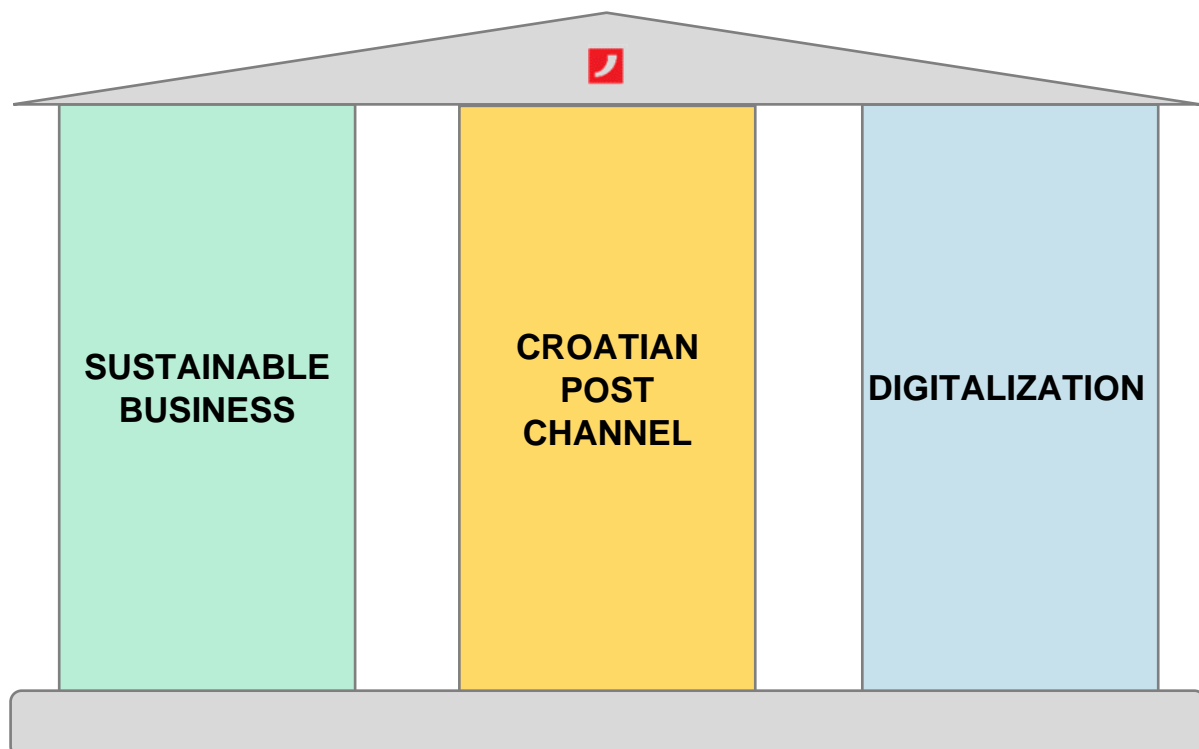 SUSTAINABLE
BUSINESS
CROATIAN
POST
CHANNEL
DIGITALIZATION